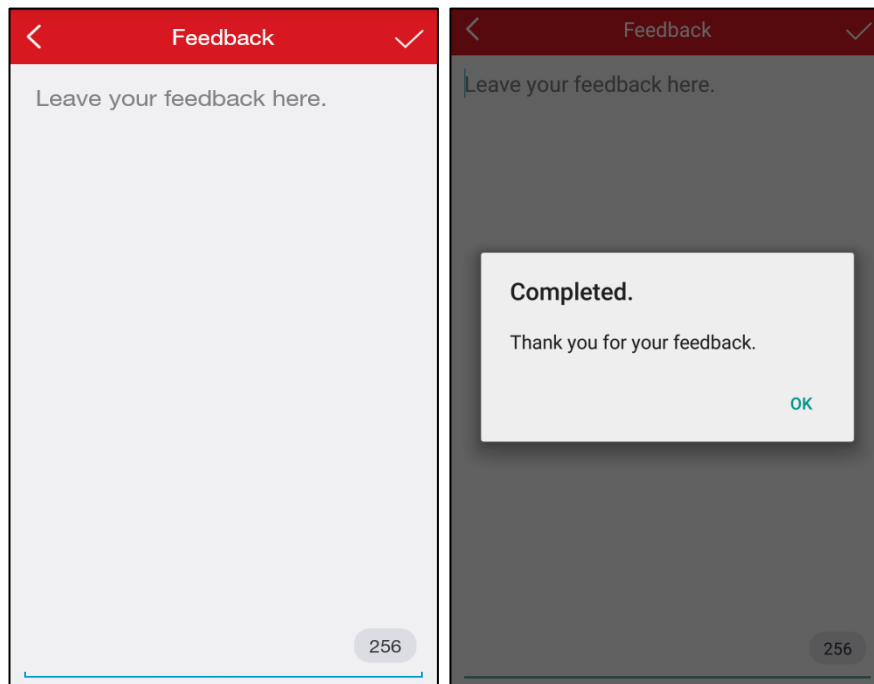 Feedback
Leave your feedback here.
256
Feedback
Leave your feedback here.
Completed.
Thank you for your feedback.
OK
256